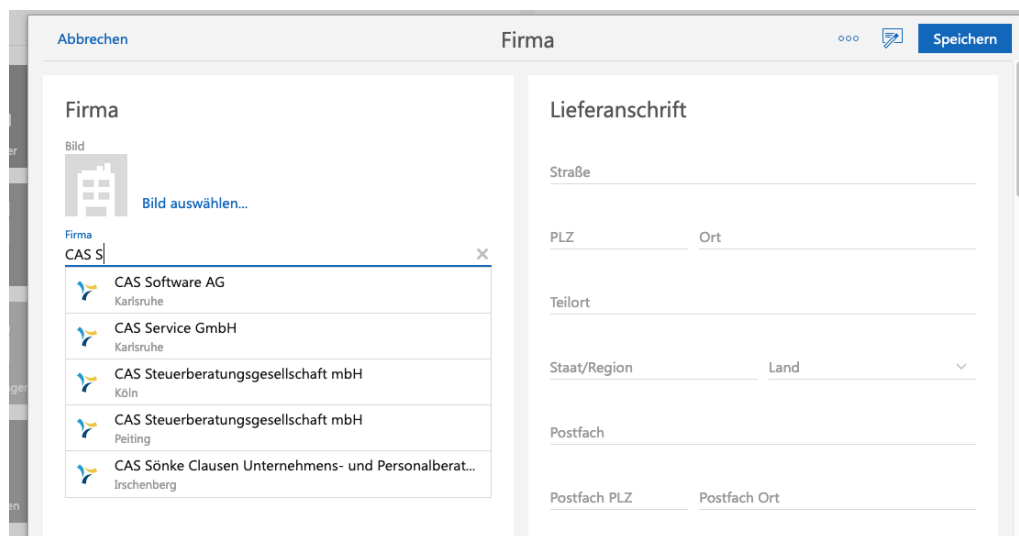 Abbrechen
Firma
Speichern
Firma
Bild
Bild auswählen...
Firma
CAS S
CAS Software AG
Karlsruhe
CAS Service GmbH
Karlsruhe
CAS Steuerberatungsgesellschaft mbH
Köln
CAS Steuerberatungsgesellschaft mbH
Peiting
CAS Sönke Clausen Unternehmens- und Personalberat...
Irschenberg
Lieferanschrift
Straße
PLZ Ort
Teilort
Staat/Region Land
Postfach
Postfach PLZ Postfach Ort